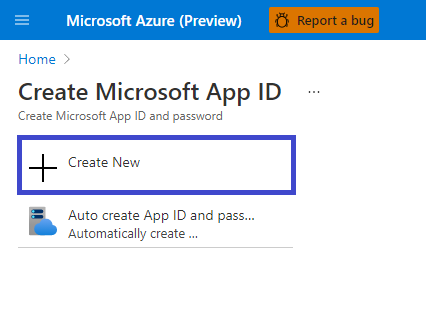 Microsoft Azure (Preview)
Report a bug
Home
Create Microsoft App ID
...
Create Microsoft App ID and password
Create New
Auto create App ID and pass...
Automatically create ...